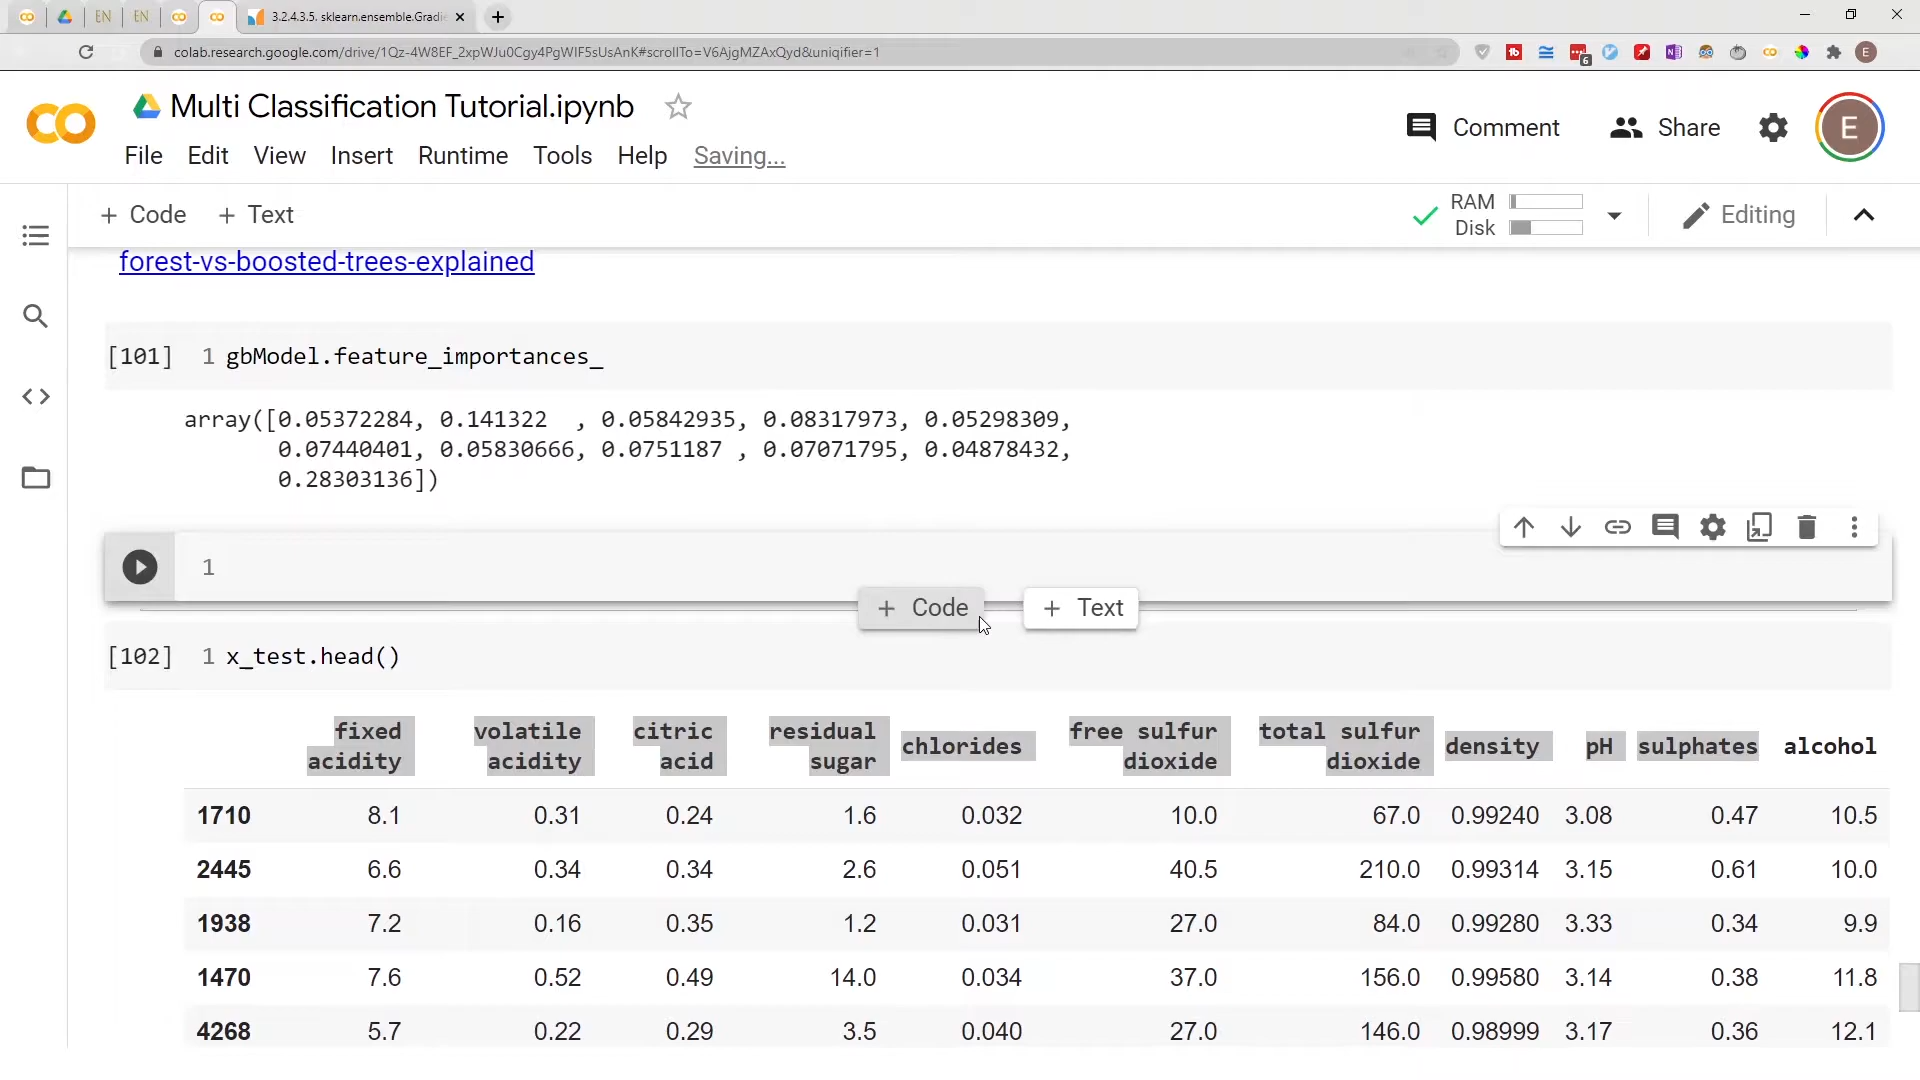 EN EN 3.2.4.3.5. sklearn.ensemble.Gradie
colab.research.google.com/drive/1Qz-4W8EF_2xpWJu0Cgy4PgWIF5sUsAnK#scrollTo=V6AjgMZAxQyd&uniqifier=1
6 E
Multi Classification Tutorial.ipynb
Comment Share E
File Edit View Insert Runtime Tools Help Saving...
+ Code + Text RAM Disk Editing
forest-vs-boosted-trees-explained
[101] 1 gbModel.feature_importances_
array([0.05372284, 0.141322  , 0.05842935, 0.08317973, 0.05298309,
0.07440401, 0.05830666, 0.0751187 , 0.07071795, 0.04878432,
0.28303136])
1
+ Code + Text
[102] 1 x_test.head()
fixed acidity volatile acidity citric acid residual sugar chlorides free sulfur dioxide total sulfur dioxide density pH sulphates alcohol
1710 8.1 0.31 0.24 1.6 0.032 10.0 67.0 0.99240 3.08 0.47 10.5
2445 6.6 0.34 0.34 2.6 0.051 40.5 210.0 0.99314 3.15 0.61 10.0
1938 7.2 0.16 0.35 1.2 0.031 27.0 84.0 0.99280 3.33 0.34 9.9
1470 7.6 0.52 0.49 14.0 0.034 37.0 156.0 0.99580 3.14 0.38 11.8
4268 5.7 0.22 0.29 3.5 0.040 27.0 146.0 0.98999 3.17 0.36 12.1